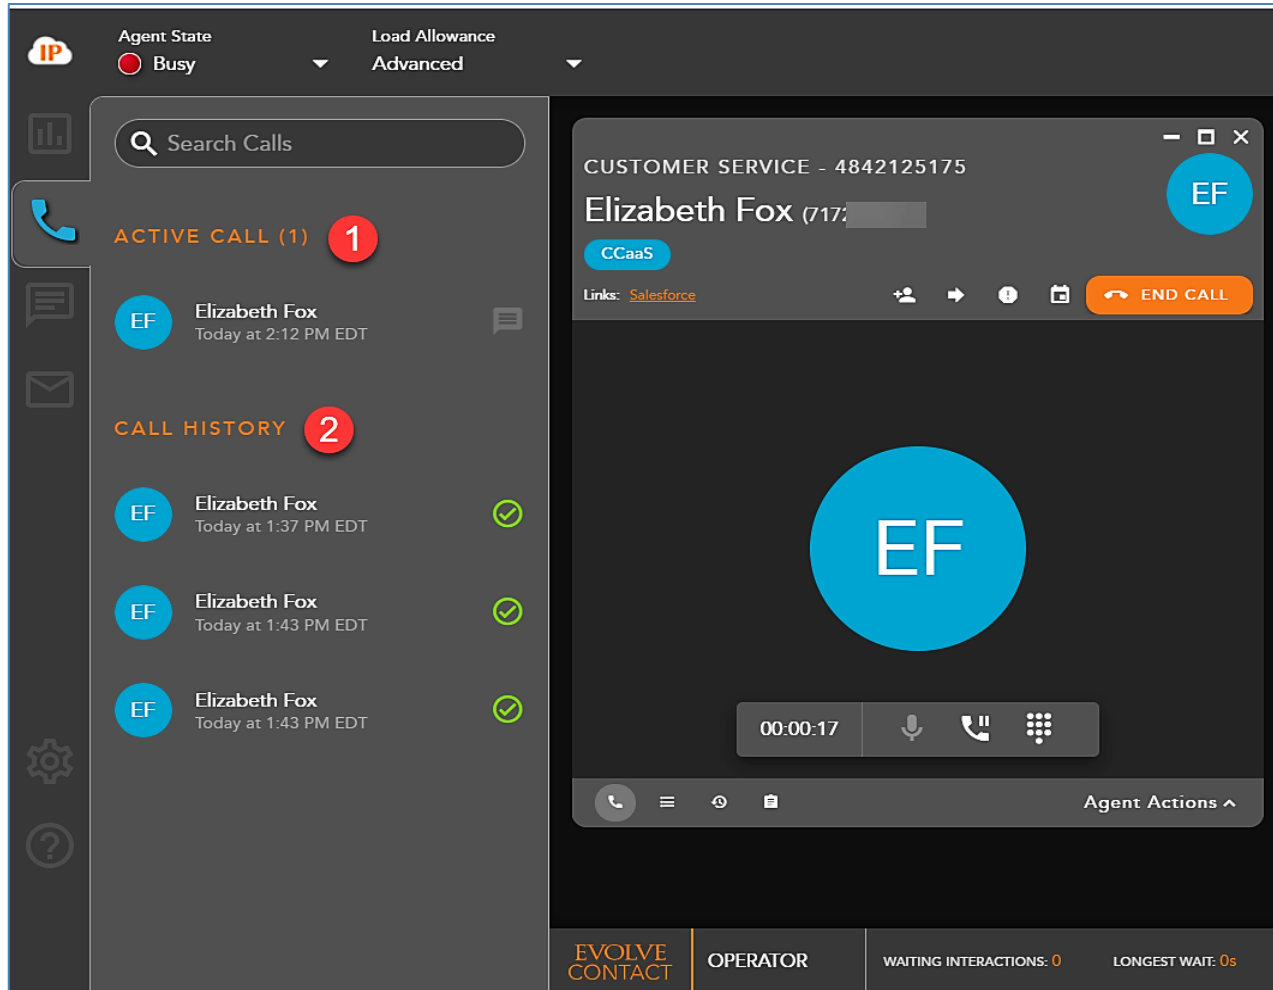 IP
Agent State
Busy
Load Allowance
Advanced
Search Calls
ACTIVE CALL (1)
1
EF
Elizabeth Fox
Today at 2:12 PM EDT
CALL HISTORY
2
EF
Elizabeth Fox
Today at 1:37 PM EDT
EF
Elizabeth Fox
Today at 1:43 PM EDT
EF
Elizabeth Fox
Today at 1:43 PM EDT
CUSTOMER SERVICE - 4842125175
Elizabeth Fox (7172
EF
CCaaS
Links: Salesforce
END CALL
EF
00:00:17
Agent Actions
EVOLVE
CONTACT
OPERATOR
WAITING INTERACTIONS: 0
LONGEST WAIT: 0s